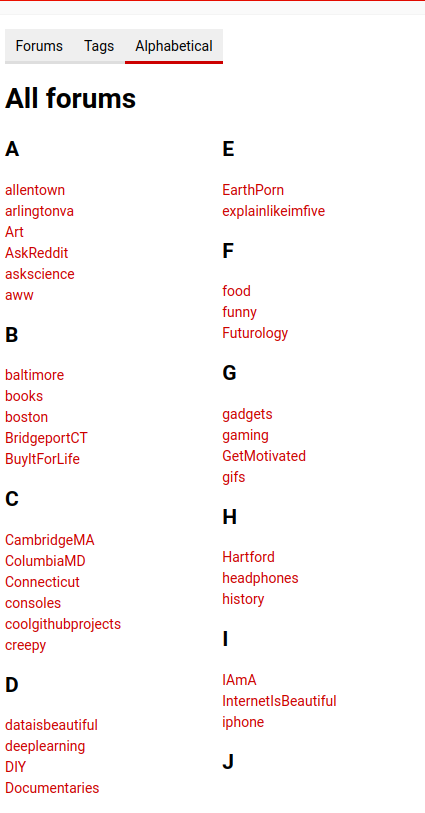 Forums Tags Alphabetical
All forums
A
allentown
arlingtonva
Art
AskReddit
askscience
aww
B
baltimore
books
boston
BridgeportCT
BuyItForLife
C
CambridgeMA
ColumbiaMD
Connecticut
consoles
coolgithubprojects
creepy
D
dataisbeautiful
deeplearning
DIY
Documentaries
E
EarthPorn
explainlikeimfive
F
food
funny
Futurology
G
gadgets
gaming
GetMotivated
gifs
H
Hartford
headphones
history
I
IAmA
InternetIsBeautiful
iphone
J